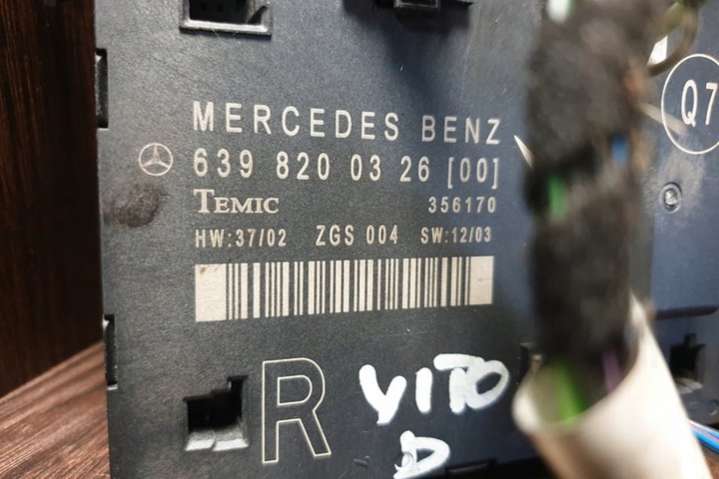 MERCEDES BENZ
639 820 03 26 [00]
TEMIC 356170
HW:37/02 ZGS 004 SW:12/03
R
VITO
D
Q7